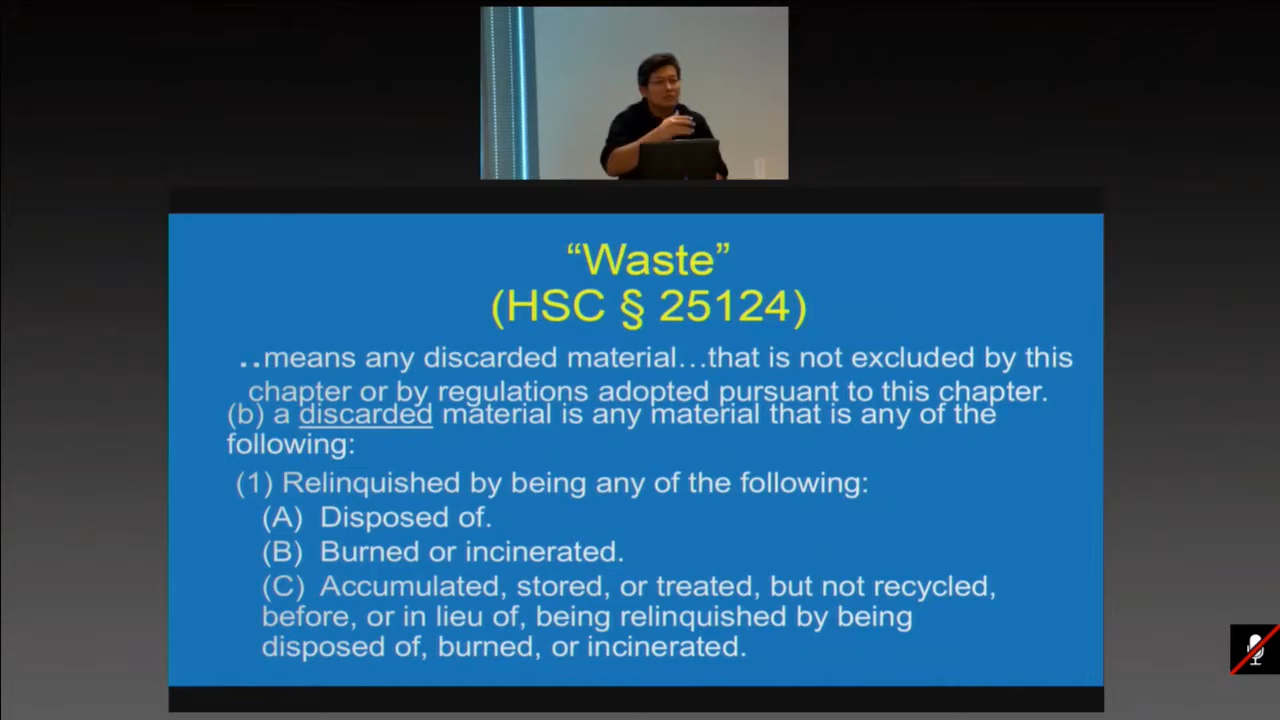 “Waste”
(HSC § 25124)
..means any discarded material…that is not excluded by this
chapter or by regulations adopted pursuant to this chapter.
(b) a discarded material is any material that is any of the
following:
(1) Relinquished by being any of the following:
(A) Disposed of.
(B) Burned or incinerated.
(C) Accumulated, stored, or treated, but not recycled,
before, or in lieu of, being relinquished by being
disposed of, burned, or incinerated.